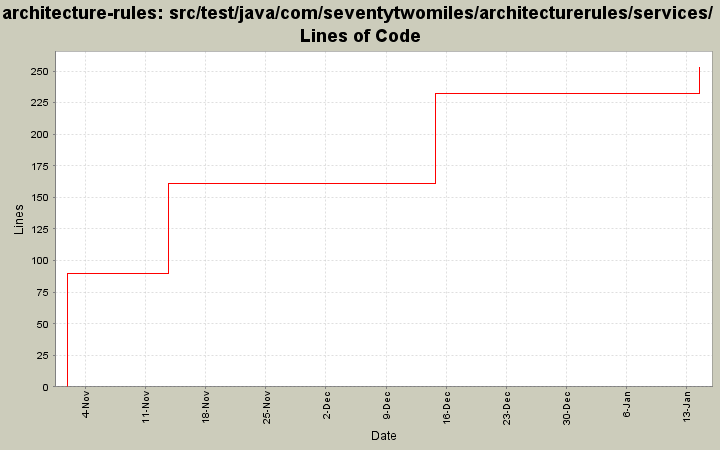 architecture-rules: src/test/java/com/seventytwomiles/architecturerules/services/
Lines of Code
250
225
200
175
150
125
100
75
50
25
0
Lines
4-Nov
11-Nov
18-Nov
25-Nov
2-Dec
9-Dec
16-Dec
23-Dec
30-Dec
6-Jan
13-Jan
Date